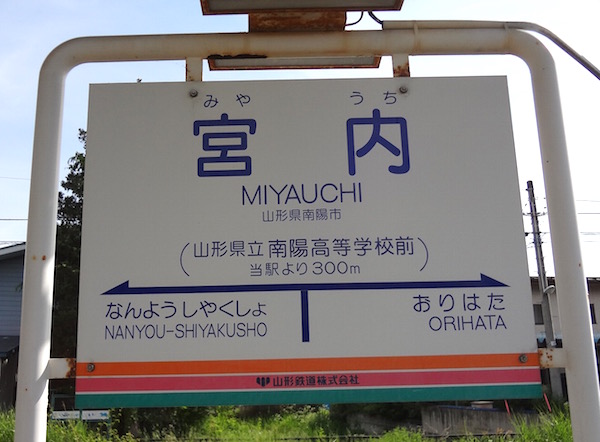 みや うち
宮 内
MIYAUCHI
山形県南陽市
(山形県立 南陽高等学校前)
当駅より300m
なんようしやくしょ おりはた
NANYOU-SHIYAKUSHO ORIHATA
山形鉄道株式会社